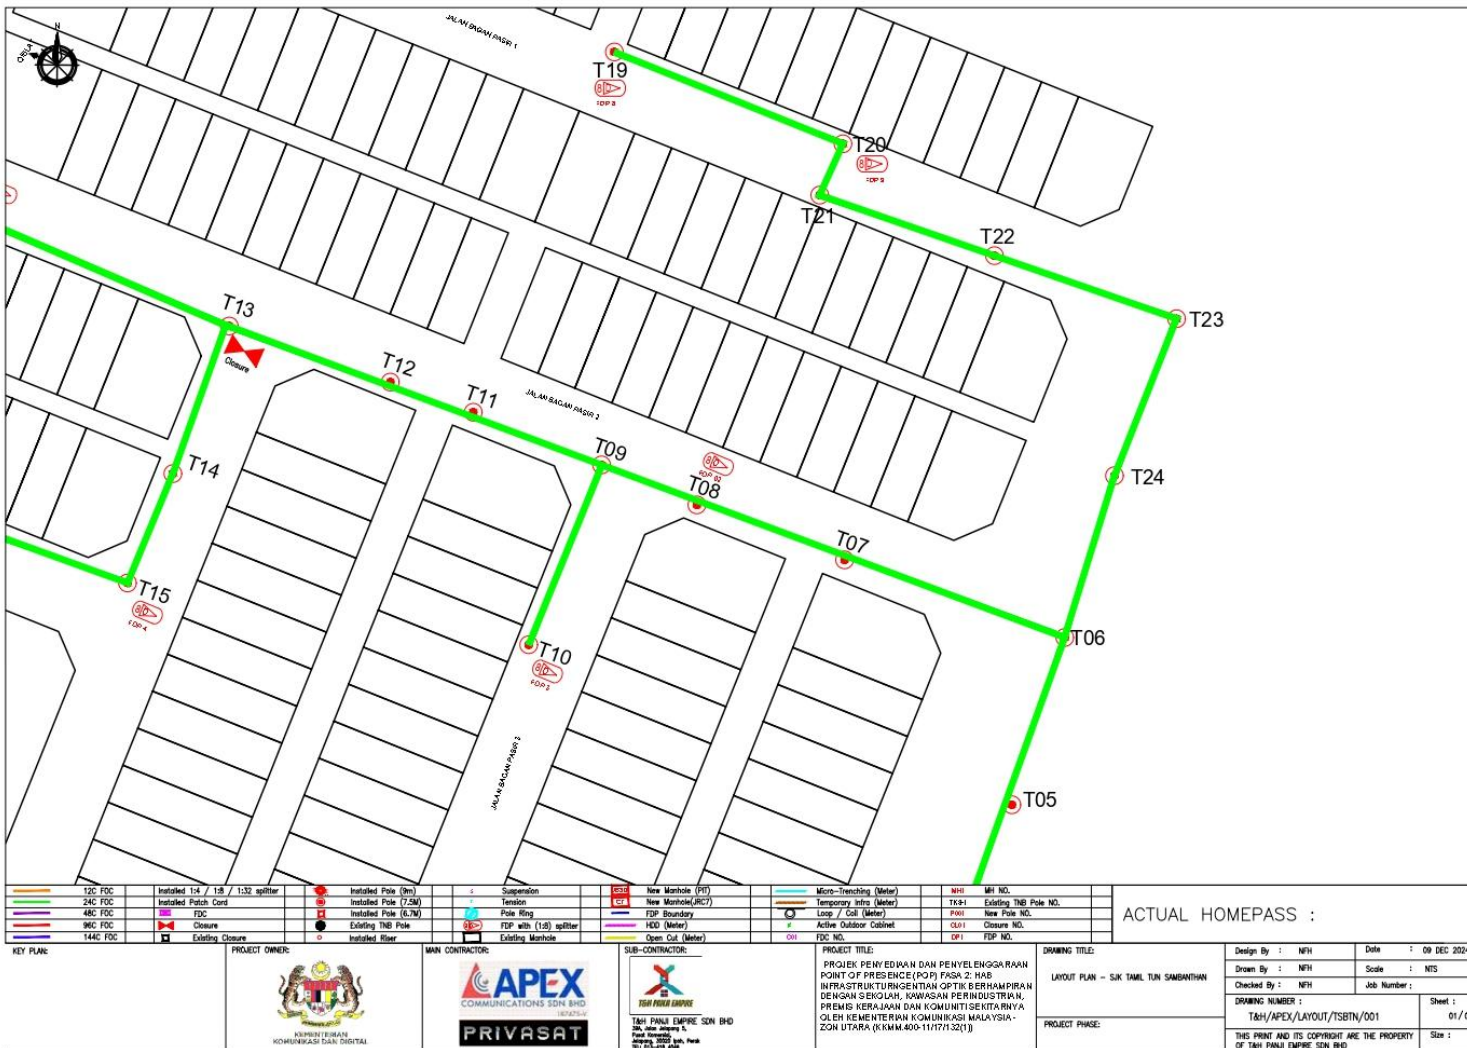 JALAN BAGAN PASIR 1
N
T19
FDP 8
T20
FDP 9
T21
T22
T23
T13
Closure
T12
T11
JALAN BAGAN PASIR 2
T09
FDP 02
T08
T24
T14
T07
T15
FDP 4
T10
T06
JALAN BAGAN PASIR 3
T05
12C FOC
24C FOC
48C FOC
96C FOC
144C FOC
Installed 1:4 / 1:8 / 1:32 splitter
Installed Patch Cord
FDC
Closure
Existing Closure
Installed Pole (9m)
Installed Pole (7.5M)
Installed Pole (6.7M)
Existing TNB Pole
Installed Riser
Suspension
Tension
Pole Ring
FDP with (1:8) splitter
Existing Manhole
New Manhole (PIT)
New Manhole(JRC7)
FDP Boundary
HDD (Meter)
Open Cut (Meter)
Micro-Trenching (Meter)
Temporary Infra (Meter)
Loop / Coil (Meter)
Active Outdoor Cabinet
FDC NO.
MH NO.
Existing TNB Pole NO.
New Pole NO.
Closure NO.
FDP NO.
ACTUAL HOMEPASS :
KEY PLAN:
PROJECT OWNER:
KEMENTERIAN
KOMUNIKASI DAN DIGITAL
MAIN CONTRACTOR:
APEX
COMMUNICATIONS SDN BHD
PRIVASAT
SUB-CONTRACTOR:
T&H PANJI EMPIRE
T&H PANJI EMPIRE SDN BHD
PROJECT TITLE:
PROJEK PENYEDIAAN DAN PENYELENGGARAAN
POINT OF PRESENCE (POP) FASA 2: HAB
INFRASTRUKTUR GENTIAN OPTIK BERHAMPIRAN
DENGAN SEKOLAH, KAWASAN PERINDUSTRIAN,
PREMIS KERAJAAN DAN KOMUNITI SEKITARNYA
OLEH KEMENTERIAN KOMUNIKASI MALAYSIA -
ZON UTARA (KKMM.400-11/17/132(1))
DRAWING TITLE:
LAYOUT PLAN - SJK TAMIL TUN SAMBANTHAN
PROJECT PHASE:
Design By : NFH
Date : 09 DEC 2024
Drawn By : NFH
Scale : NTS
Checked By : NFH
Job Number :
DRAWING NUMBER :
T&H/APEX/LAYOUT/TSBTN/001
Sheet :
THIS PRINT AND ITS COPYRIGHT ARE THE PROPERTY
OF T&H PANJI EMPIRE SDN BHD
Size :